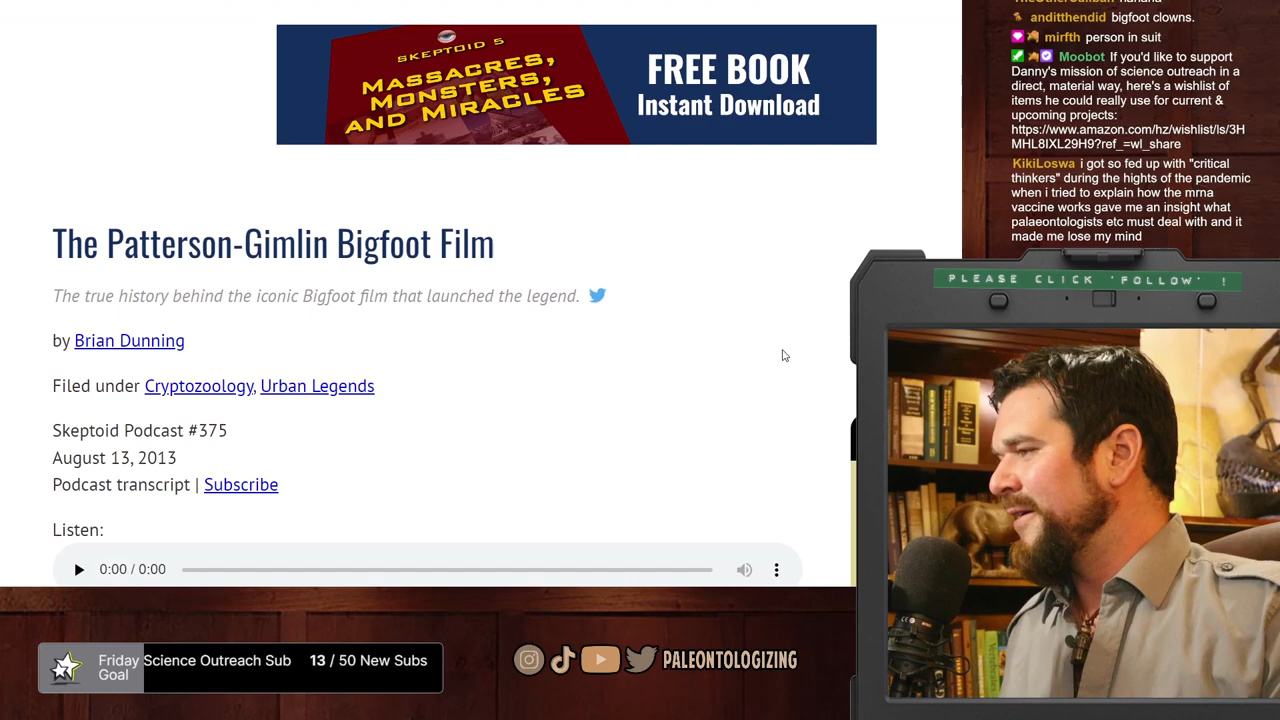 SKEPTOID 5
MASSACRES,
MONSTERS,
AND MIRACLES
FREE BOOK
Instant Download
The Patterson-Gimlin Bigfoot Film
The true history behind the iconic Bigfoot film that launched the legend.
by Brian Dunning
Filed under Cryptozoology, Urban Legends
Skeptoid Podcast #375
August 13, 2013
Podcast transcript | Subscribe
Listen:
0:00 / 0:00
anditthendid bigfoot clowns.
mirfth person in suit
Moobot If you'd like to support
Danny's mission of science outreach in a
direct, material way, here's a wishlist of
items he could really use for current &
upcoming projects:
https://www.amazon.com/hz/wishlist/ls/3H
MHL8IXL29H9?ref_=wl_share
KikiLoswa i got so fed up with "critical
thinkers" during the hights of the pandemic
when i tried to explain how the mrna
vaccine works gave me an insight what
palaeontologists etc must deal with and it
made me lose my mind
PLEASE CLICK 'FOLLOW' !
Friday Science Outreach Sub
Goal
13 / 50 New Subs
PALEONTOLOGIZING